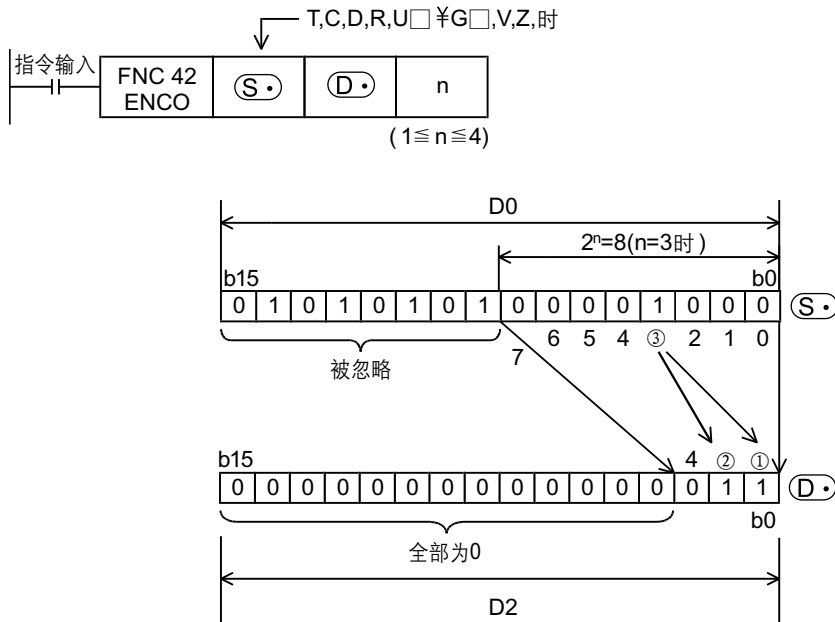 T,C,D,R,U□¥G□,V,Z,时
指令输入
FNC 42
ENCO
S・
D・
n
(1≦n≦4)
D0
2ⁿ=8(n=3时)
b15
b0
0 1 0 1 0 1 0 1 0 0 0 0 1 0 0 0
S・
7 6 5 4 ③ 2 1 0
被忽略
b15
4 ② ①
0 0 0 0 0 0 0 0 0 0 0 0 0 0 1 1
D・
b0
全部为0
D2